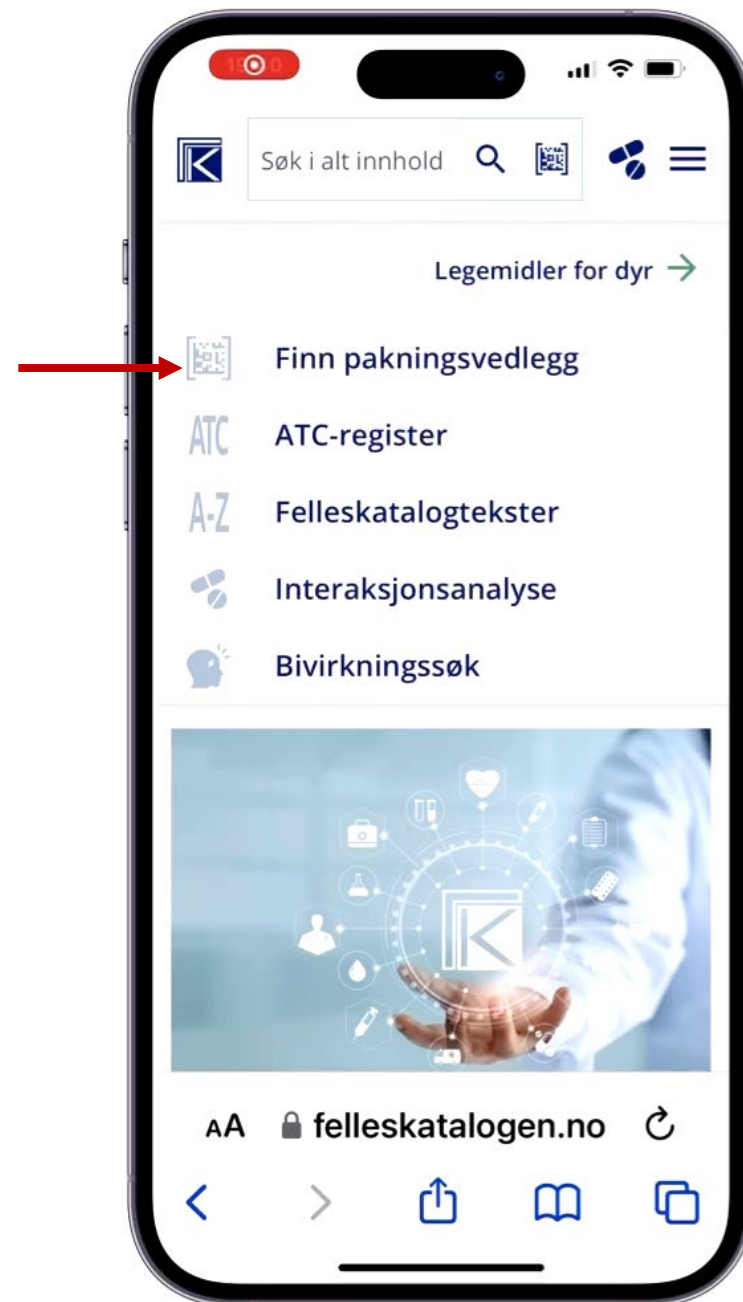 Søk i alt innhold
Legemidler for dyr
Finn pakningsvedlegg
ATC
ATC-register
A-Z
Felleskatalogtekster
Interaksjonsanalyse
Bivirkningssøk
K
AA felleskatalogen.no